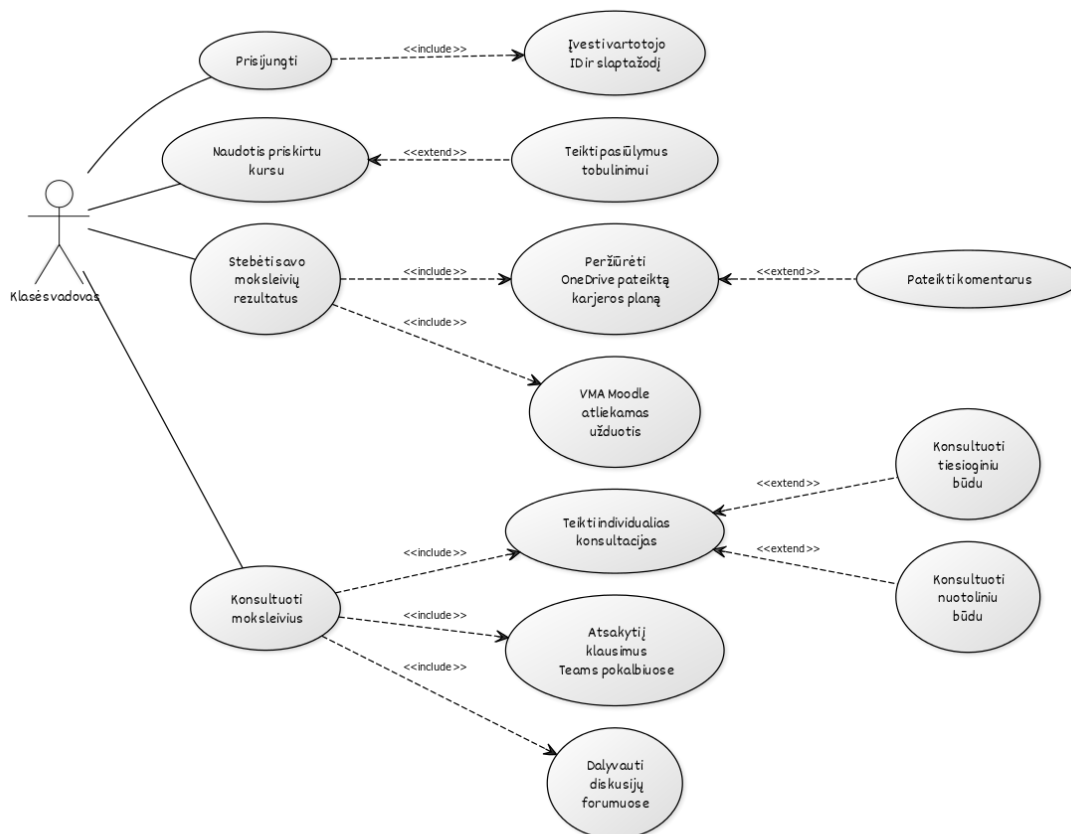 Prisijungti
<<include>>
Įvesti vartotojo
ID ir slaptažodį
Naudotis priskirtu
kursu
<<extend>>
Teikti pasiūlymus
tobulinimui
Klasės vadovas
Stebėti savo
moksleivių
rezultatus
<<include>>
Peržiūrėti
OneDrive pateiktą
karjeros planą
<<extend>>
Pateikti komentarus
<<include>>
VMA Moodle
atliekamas
užduotis
Konsultuoti
moksleivius
<<include>>
Teikti individualias
konsultacijas
<<extend>>
Konsultuoti
tiesioginiu
būdu
<<extend>>
Konsultuoti
nuotoliniu
būdu
<<include>>
Atsakyti į
klausimus
Teams pokalbiuose
<<include>>
Dalyvauti
diskusijų
forumuose